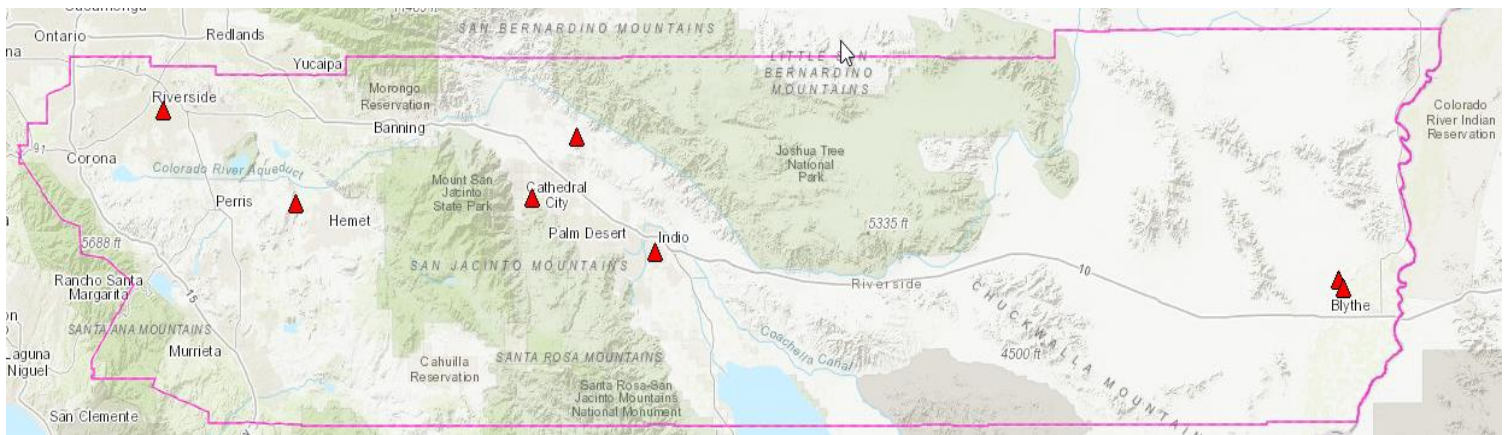 Ontario
Redlands
SAN BERNARDINO MOUNTAINS
Yucaipa
LITTLE SAN
BERNARDINO
MOUNTAINS
Riverside
Morongo
Reservation
Banning
Colorado
River Indian
Reservation
91
Corona
Colorado River Aqueduct
Joshua Tree
National
Park
Mount San
Jacinto
State Park
Cathedral
City
Perris
Hemet
5335 ft
Palm Desert
Indio
5688 ft
SAN JACINTO MOUNTAINS
10
Rancho Santa
Margarita
15
Riverside
CHUCKWALLA MOUNTAIN
Blythe
SANTA ANA MOUNTAINS
Coachella Canal
Laguna
Niguel
Murrieta
Cahuilla
Reservation
SANTA ROSA MOUNTAINS
4500 ft
Santa Rosa-San
Jacinto Mountains
National Monument
San Clemente